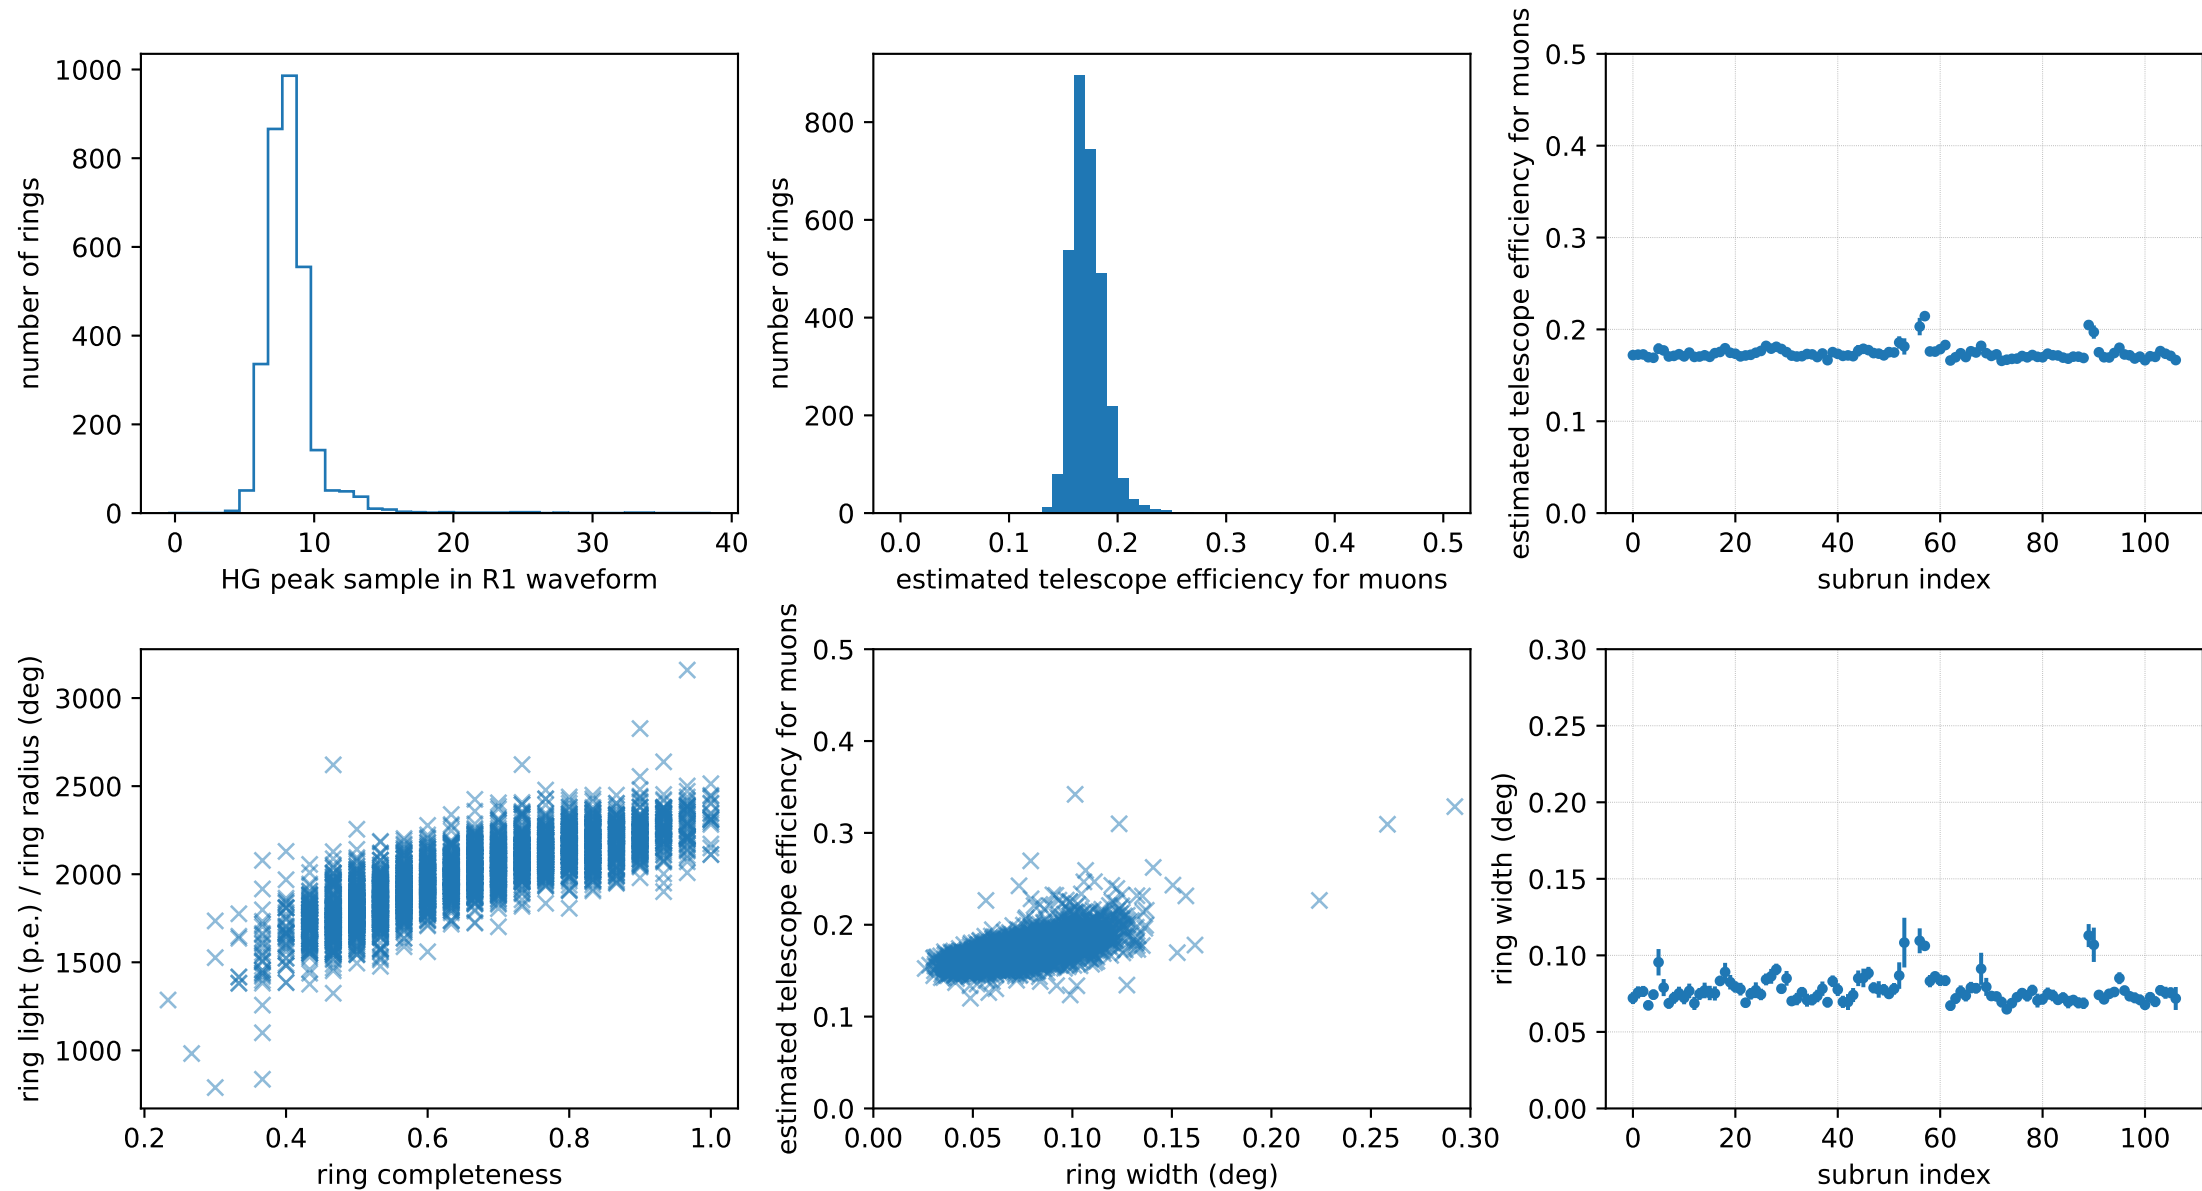 number of rings
1000
800
600
400
200
0
0 10 20 30 40
HG peak sample in R1 waveform
number of rings
800
600
400
200
0
0.0 0.1 0.2 0.3 0.4 0.5
estimated telescope efficiency for muons
estimated telescope efficiency for muons
0.5
0.4
0.3
0.2
0.1
0.0
0 20 40 60 80 100
subrun index
ring light (p.e.) / ring radius (deg)
3000
2500
2000
1500
1000
0.2 0.4 0.6 0.8 1.0
ring completeness
estimated telescope efficiency for muons
0.5
0.4
0.3
0.2
0.1
0.0
0.00 0.05 0.10 0.15 0.20 0.25 0.30
ring width (deg)
ring width (deg)
0.30
0.25
0.20
0.15
0.10
0.05
0.00
0 20 40 60 80 100
subrun index